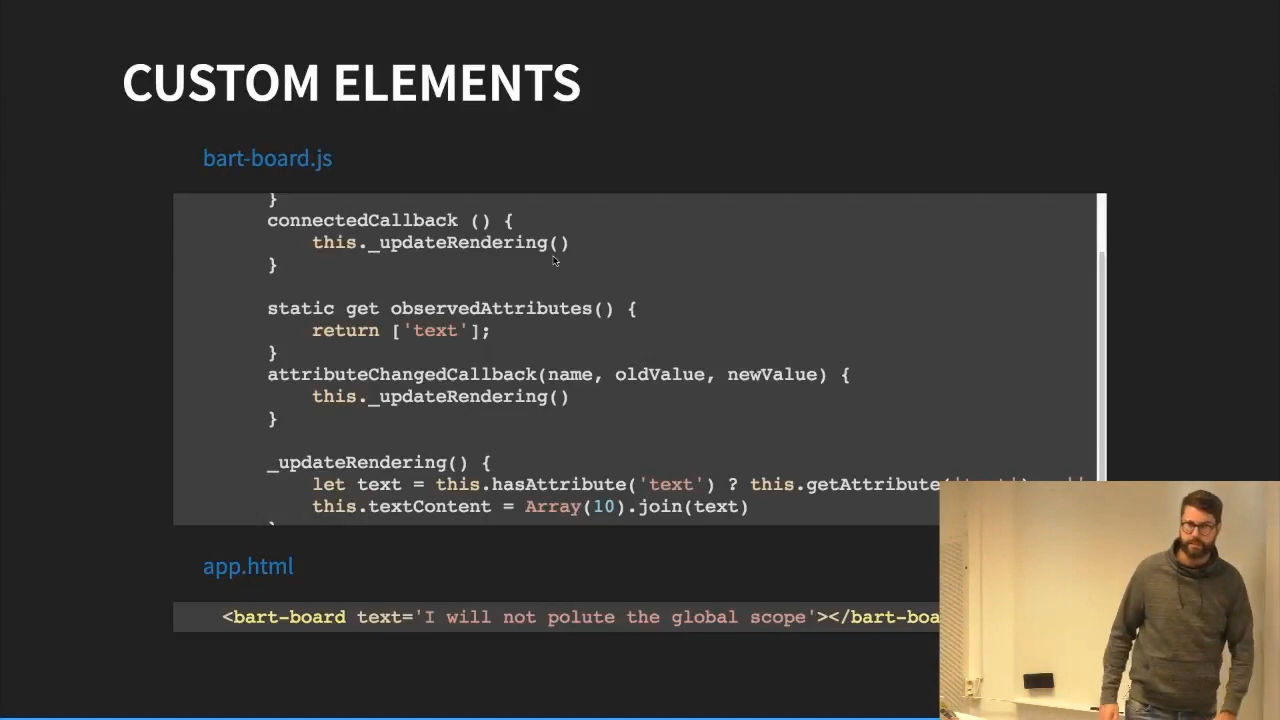 CUSTOM ELEMENTS
bart-board.js
}
connectedCallback () {
this._updateRendering()
}
static get observedAttributes() {
return ['text'];
}
attributeChangedCallback(name, oldValue, newValue) {
this._updateRendering()
}
_updateRendering() {
let text = this.hasAttribute('text') ? this.getAttribute(
this.textContent = Array(10).join(text)
app.html
<bart-board text='I will not polute the global scope'></bart-boa